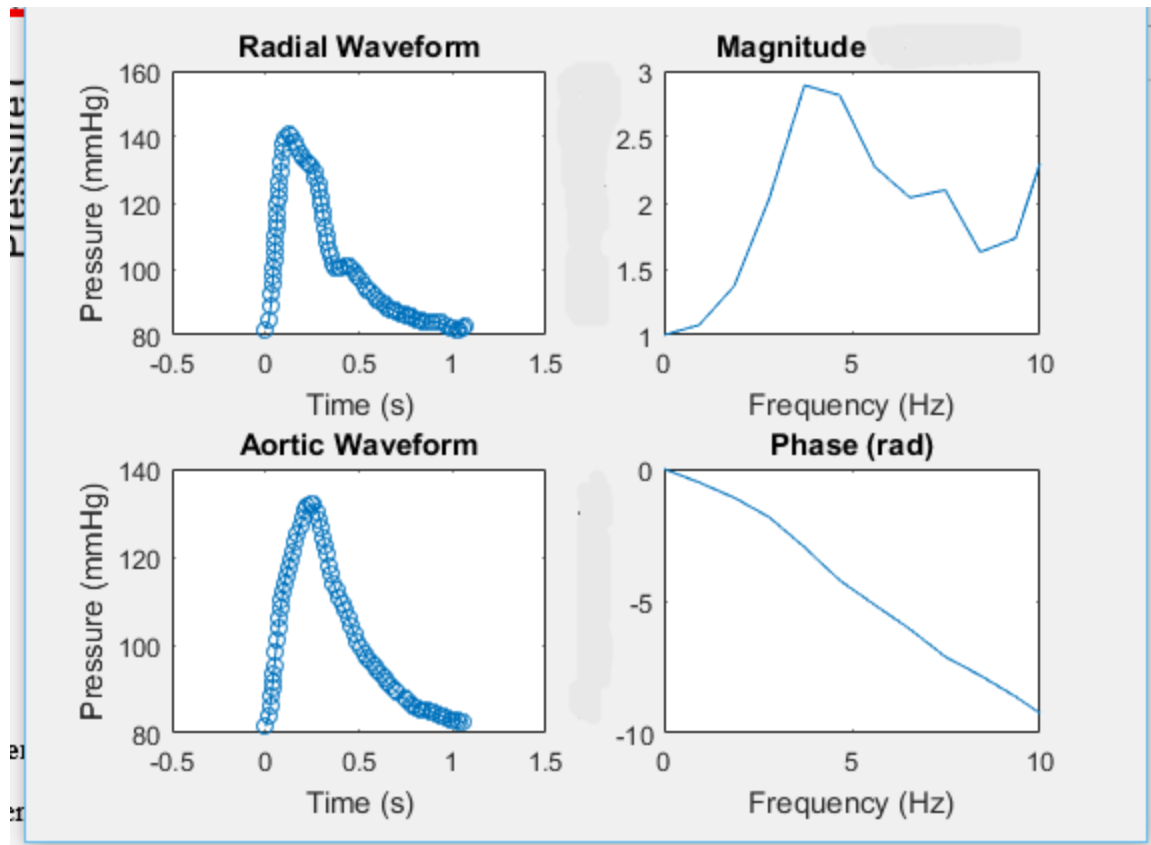 Radial Waveform
160
140
120
100
80
Pressure (mmHg)
-0.5 0 0.5 1 1.5
Time (s)
Magnitude
3
2.5
2
1.5
1
0 5 10
Frequency (Hz)
Aortic Waveform
140
120
100
80
Pressure (mmHg)
-0.5 0 0.5 1 1.5
Time (s)
Phase (rad)
0
-5
-10
0 5 10
Frequency (Hz)
Pressure (